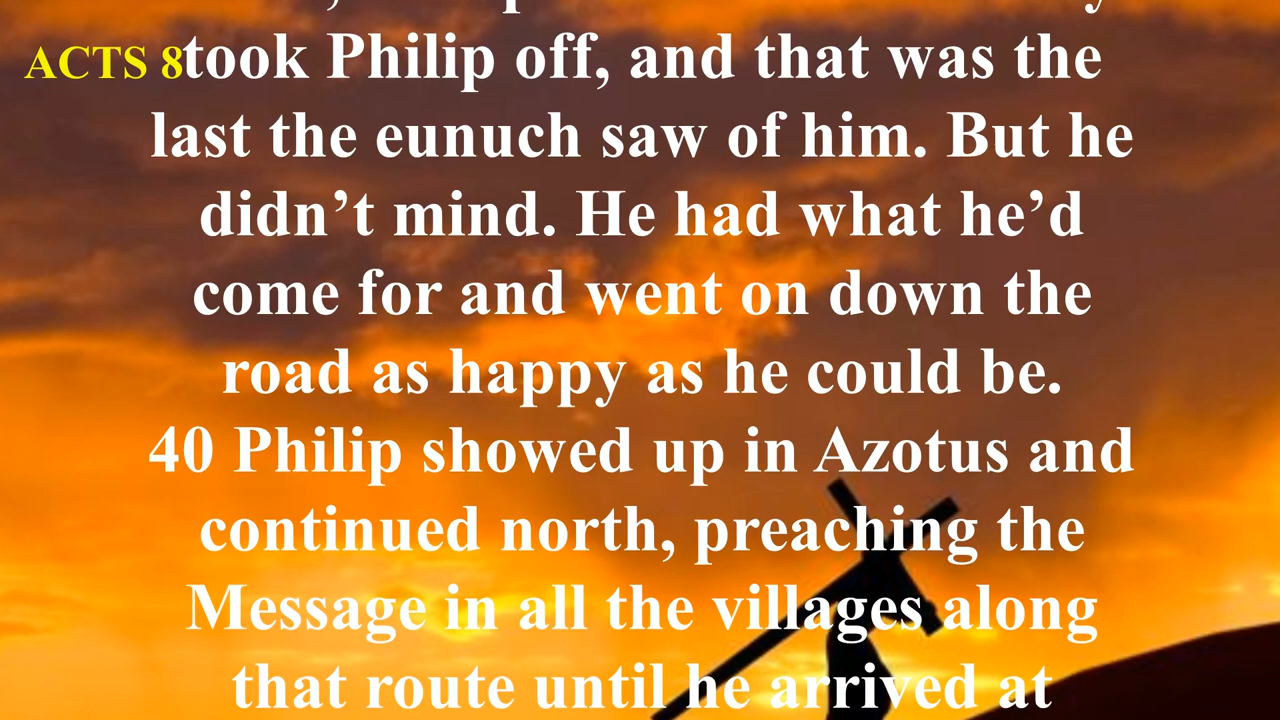 ACTS 8
took Philip off, and that was the
last the eunuch saw of him. But he
didn’t mind. He had what he’d
come for and went on down the
road as happy as he could be.
40 Philip showed up in Azotus and
continued north, preaching the
Message in all the villages along
that route until he arrived at